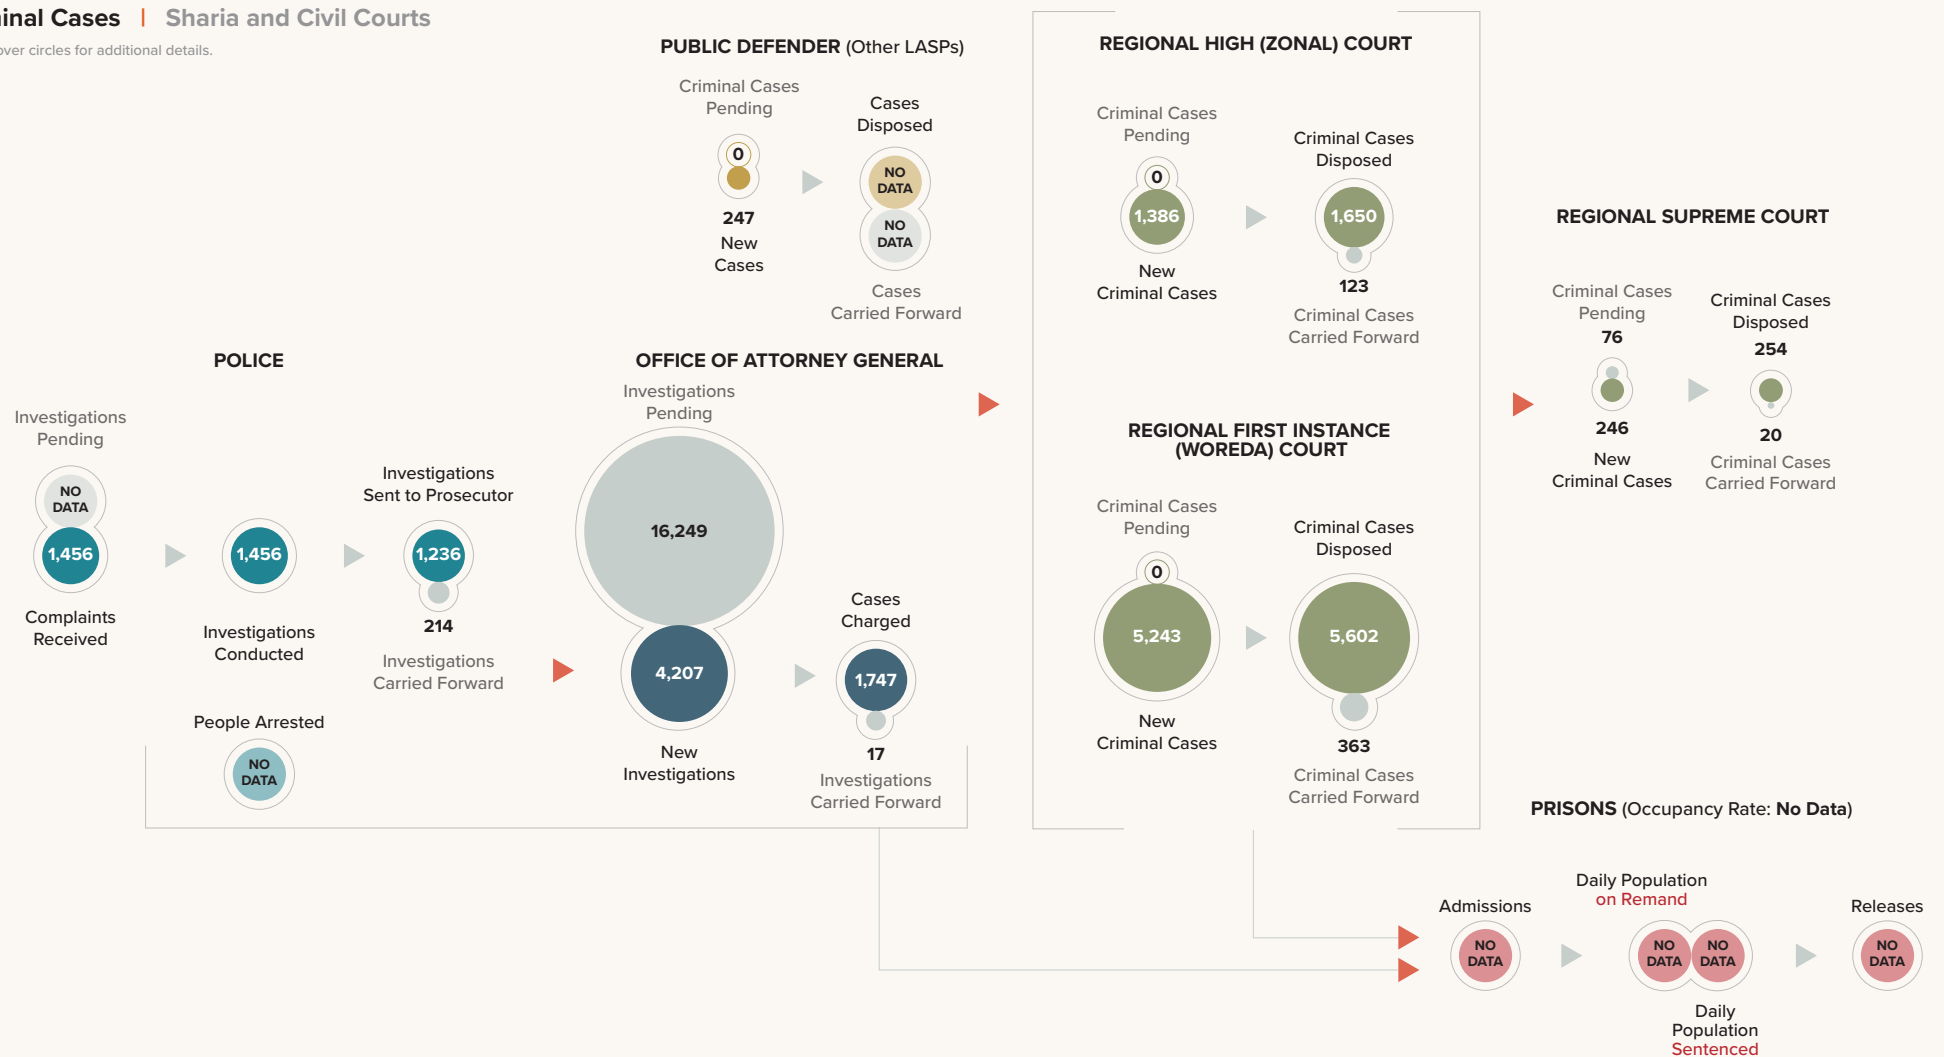 inal Cases | Sharia and Civil Courts
over circles for additional details.
PUBLIC DEFENDER (Other LASPs)
Criminal Cases
Pending
0
247
New
Cases
Cases
Disposed
NO
DATA
NO
DATA
Cases
Carried Forward
POLICE
Investigations
Pending
NO
DATA
1,456
Complaints
Received
1,456
Investigations
Conducted
Investigations
Sent to Prosecutor
1,236
214
Investigations
Carried Forward
People Arrested
NO
DATA
OFFICE OF ATTORNEY GENERAL
Investigations
Pending
16,249
4,207
New
Investigations
Cases
Charged
1,747
17
Investigations
Carried Forward
REGIONAL HIGH (ZONAL) COURT
Criminal Cases
Pending
0
1,386
New
Criminal Cases
Criminal Cases
Disposed
1,650
123
Criminal Cases
Carried Forward
REGIONAL FIRST INSTANCE
(WOREDA) COURT
Criminal Cases
Pending
0
5,243
New
Criminal Cases
Criminal Cases
Disposed
5,602
363
Criminal Cases
Carried Forward
REGIONAL SUPREME COURT
Criminal Cases
Pending
76
246
New
Criminal Cases
Criminal Cases
Disposed
254
20
Criminal Cases
Carried Forward
PRISONS (Occupancy Rate: No Data)
Admissions
NO
DATA
Daily Population
on Remand
NO
DATA
NO
DATA
Daily
Population
Sentenced
Releases
NO
DATA